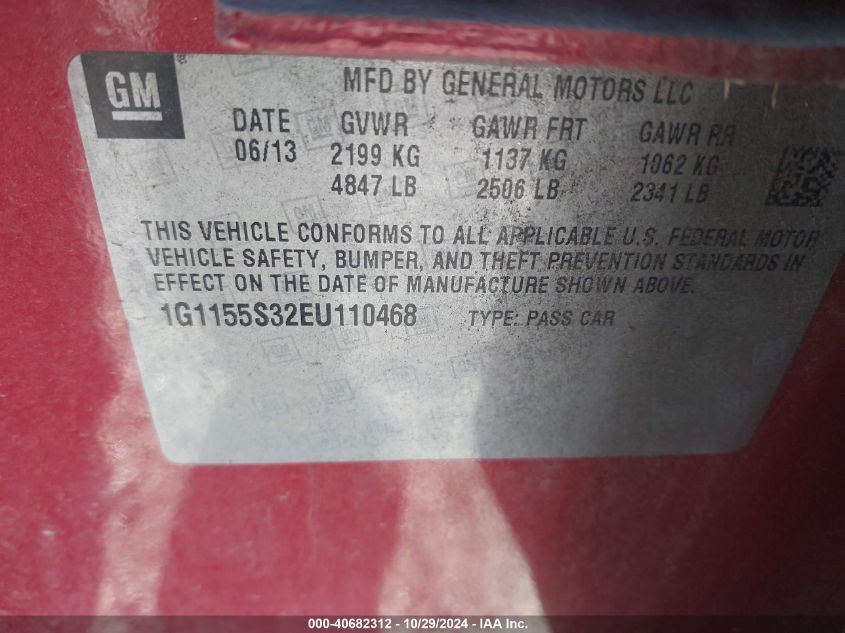 GM
MFD BY GENERAL MOTORS LLC
DATE GVWR GAWR FRT GAWR RR
06/13 2199 KG 1137 KG 1062 KG
4847 LB 2506 LB 2341 LB
THIS VEHICLE CONFORMS TO ALL APPLICABLE U.S. FEDERAL MOTOR
VEHICLE SAFETY, BUMPER, AND THEFT PREVENTION STANDARDS IN
EFFECT ON THE DATE OF MANUFACTURE SHOWN ABOVE.
1G1155S32EU110468 TYPE: PASS CAR
000-40682312 - 10/29/2024 - IAA Inc.